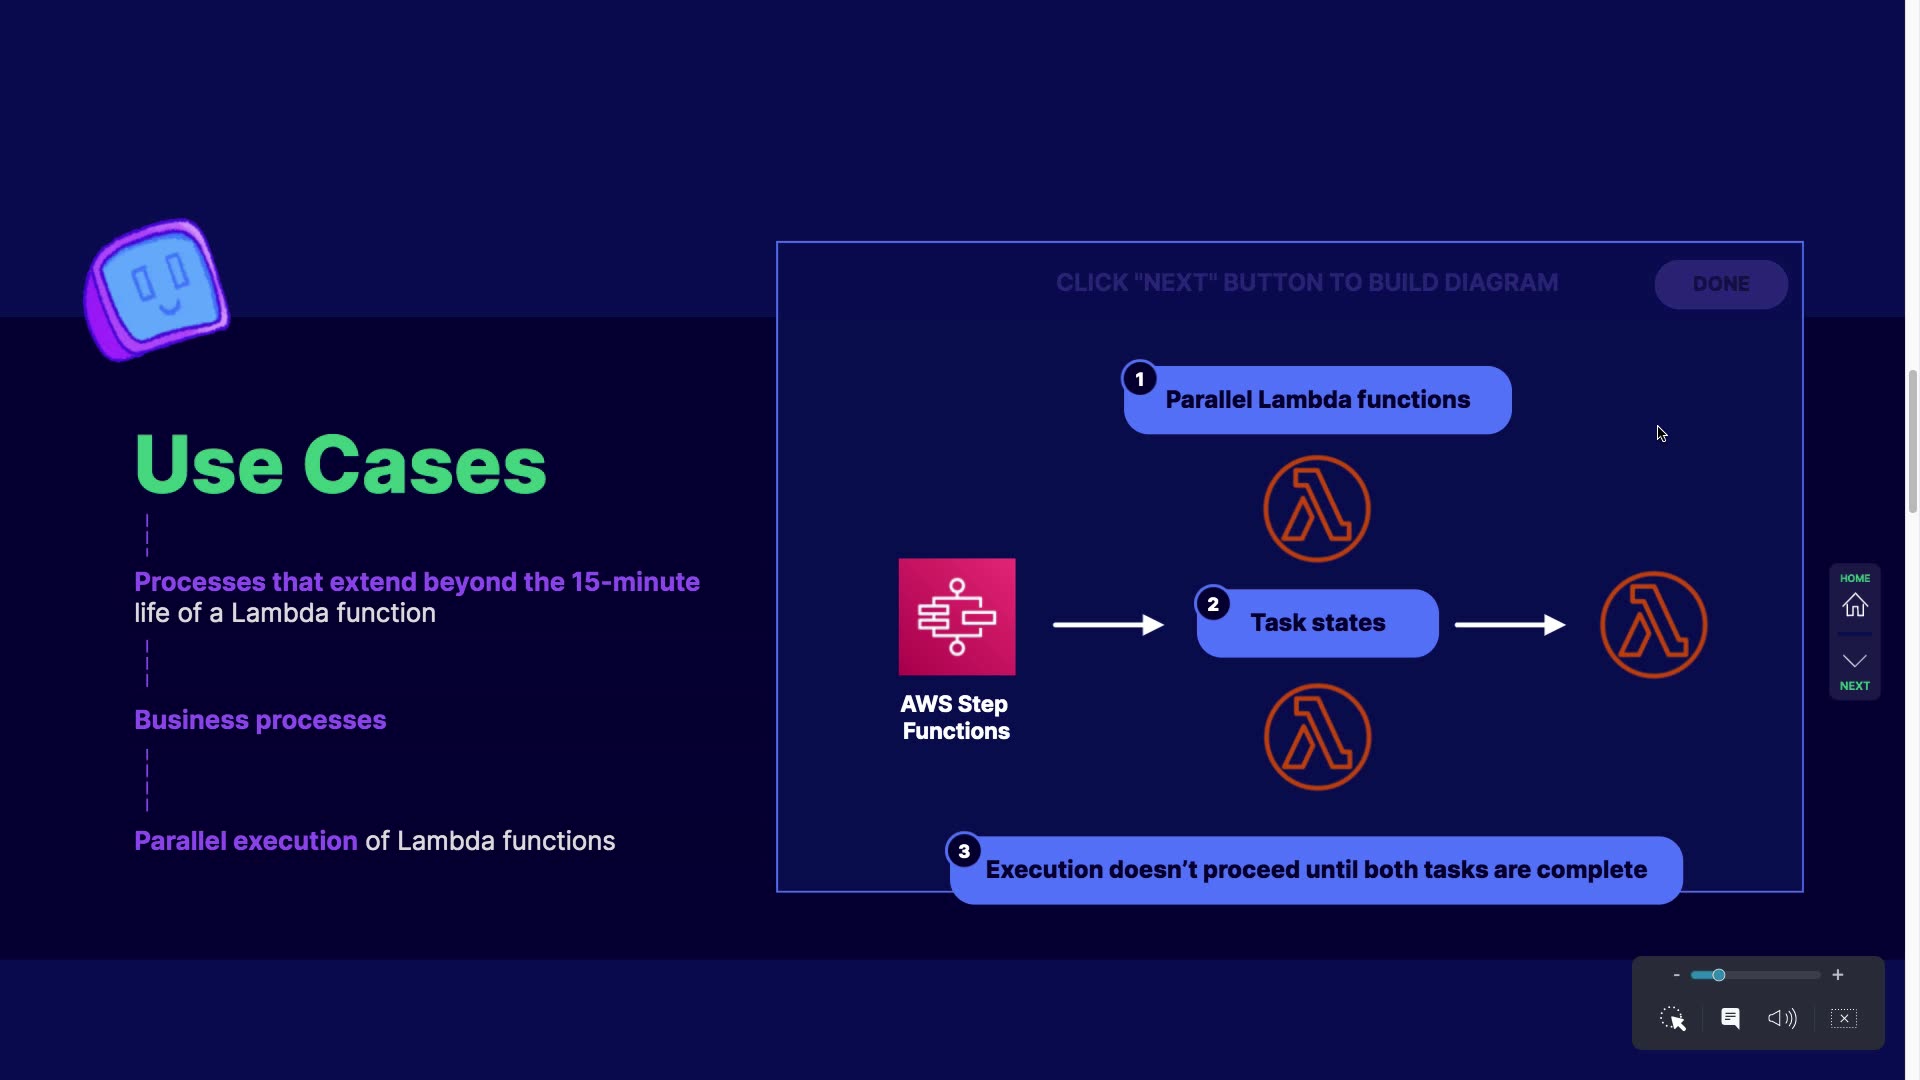 Use Cases
Processes that extend beyond the 15-minute
life of a Lambda function
Business processes
Parallel execution of Lambda functions
CLICK "NEXT" BUTTON TO BUILD DIAGRAM
DONE
1
Parallel Lambda functions
AWS Step
Functions
2
Task states
3
Execution doesn’t proceed until both tasks are complete
HOME
NEXT
- +